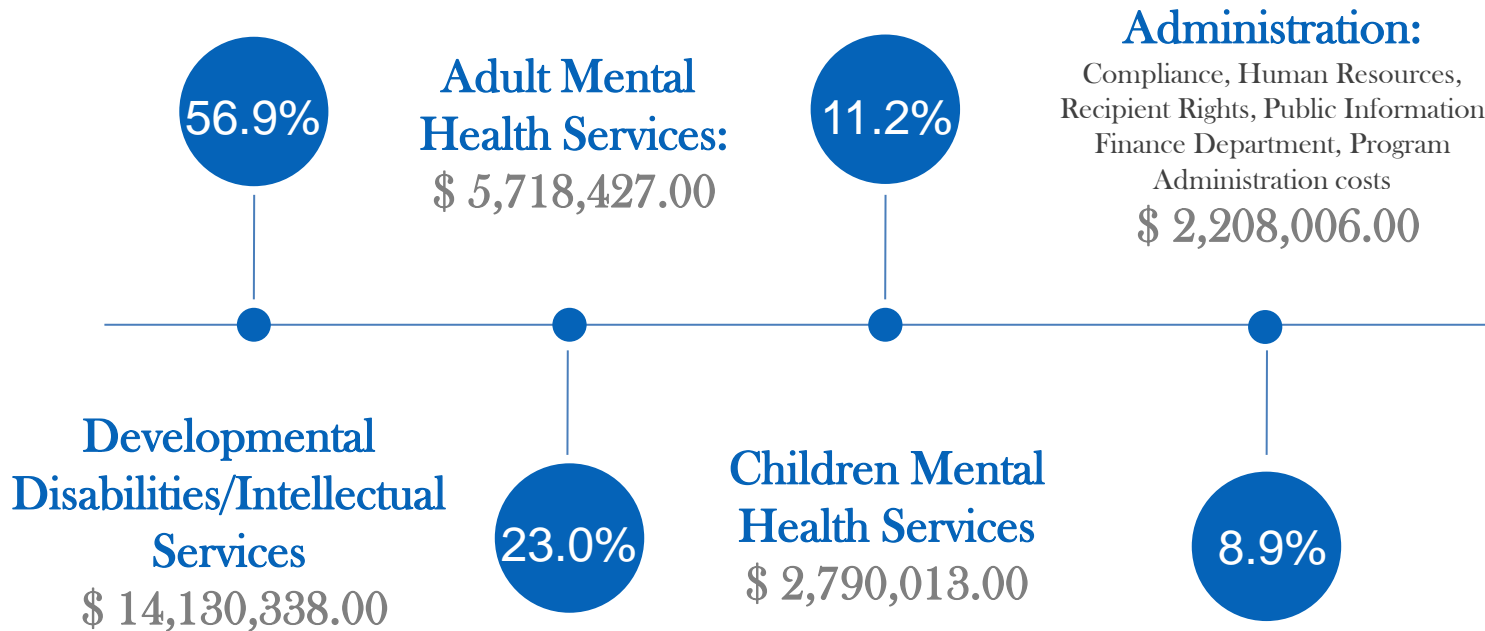 56.9%
Developmental
Disabilities/Intellectual
Services
$ 14,130,338.00
Adult Mental
Health Services:
$ 5,718,427.00
23.0%
11.2%
Children Mental
Health Services
$ 2,790,013.00
Administration:
Compliance, Human Resources,
Recipient Rights, Public Information
Finance Department, Program
Administration costs
$ 2,208,006.00
8.9%